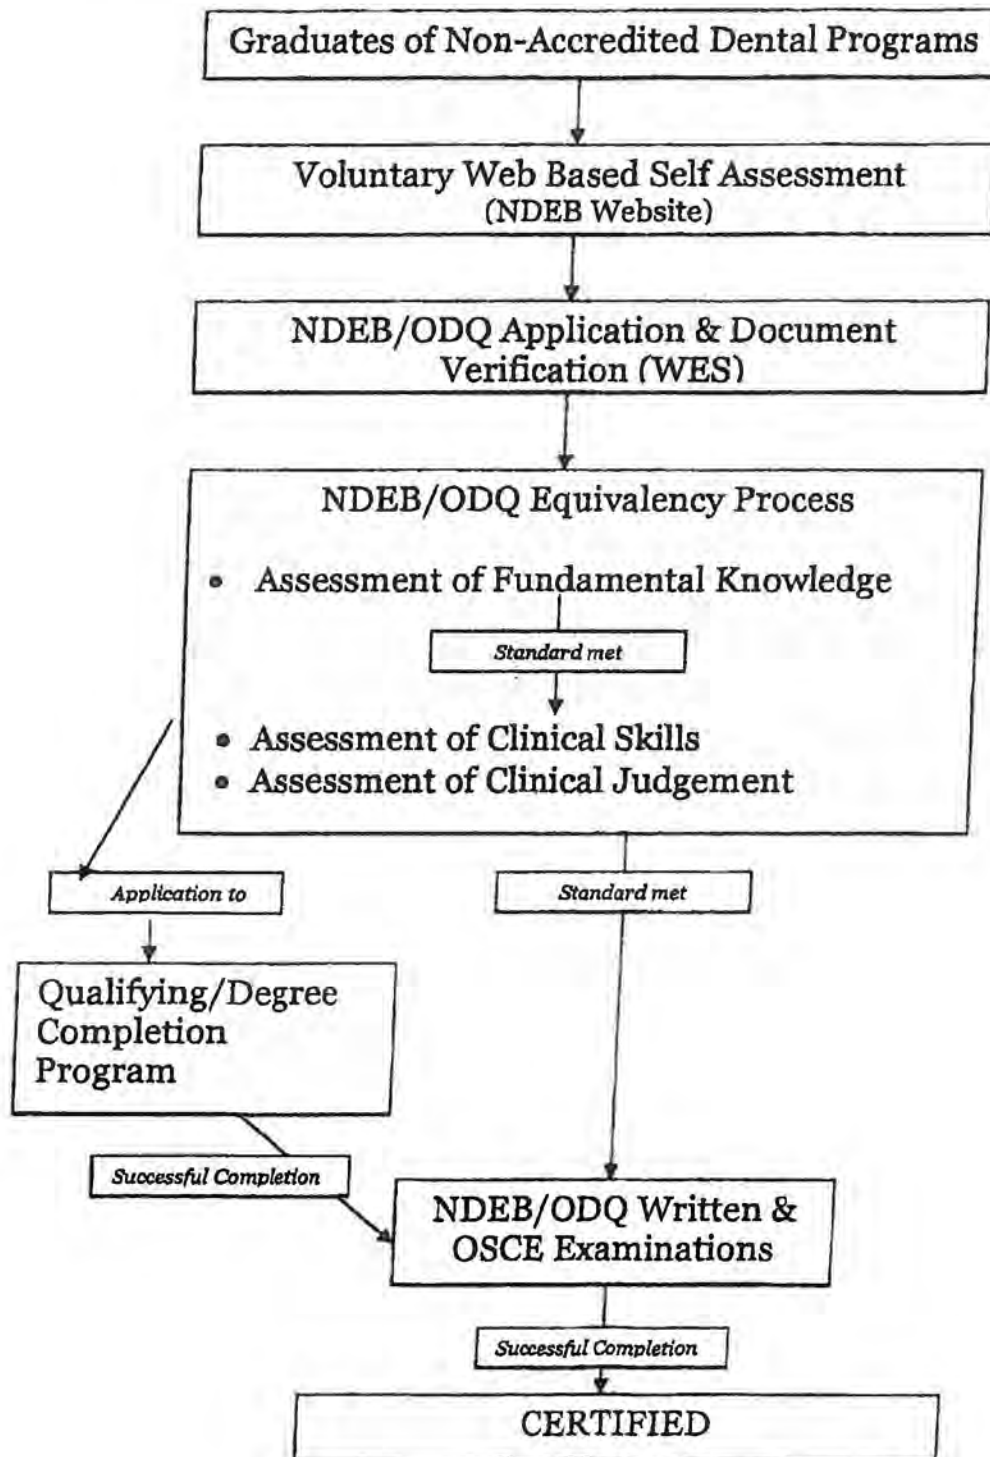 Graduates of Non-Accredited Dental Programs
Voluntary Web Based Self Assessment
(NDEB Website)
NDEB/ODQ Application & Document
Verification (WES)
NDEB/ODQ Equivalency Process
• Assessment of Fundamental Knowledge
Standard met
• Assessment of Clinical Skills
• Assessment of Clinical Judgement
Application to
Standard met
Qualifying/Degree
Completion
Program
Successful Completion
NDEB/ODQ Written &
OSCE Examinations
Successful Completion
CERTIFIED